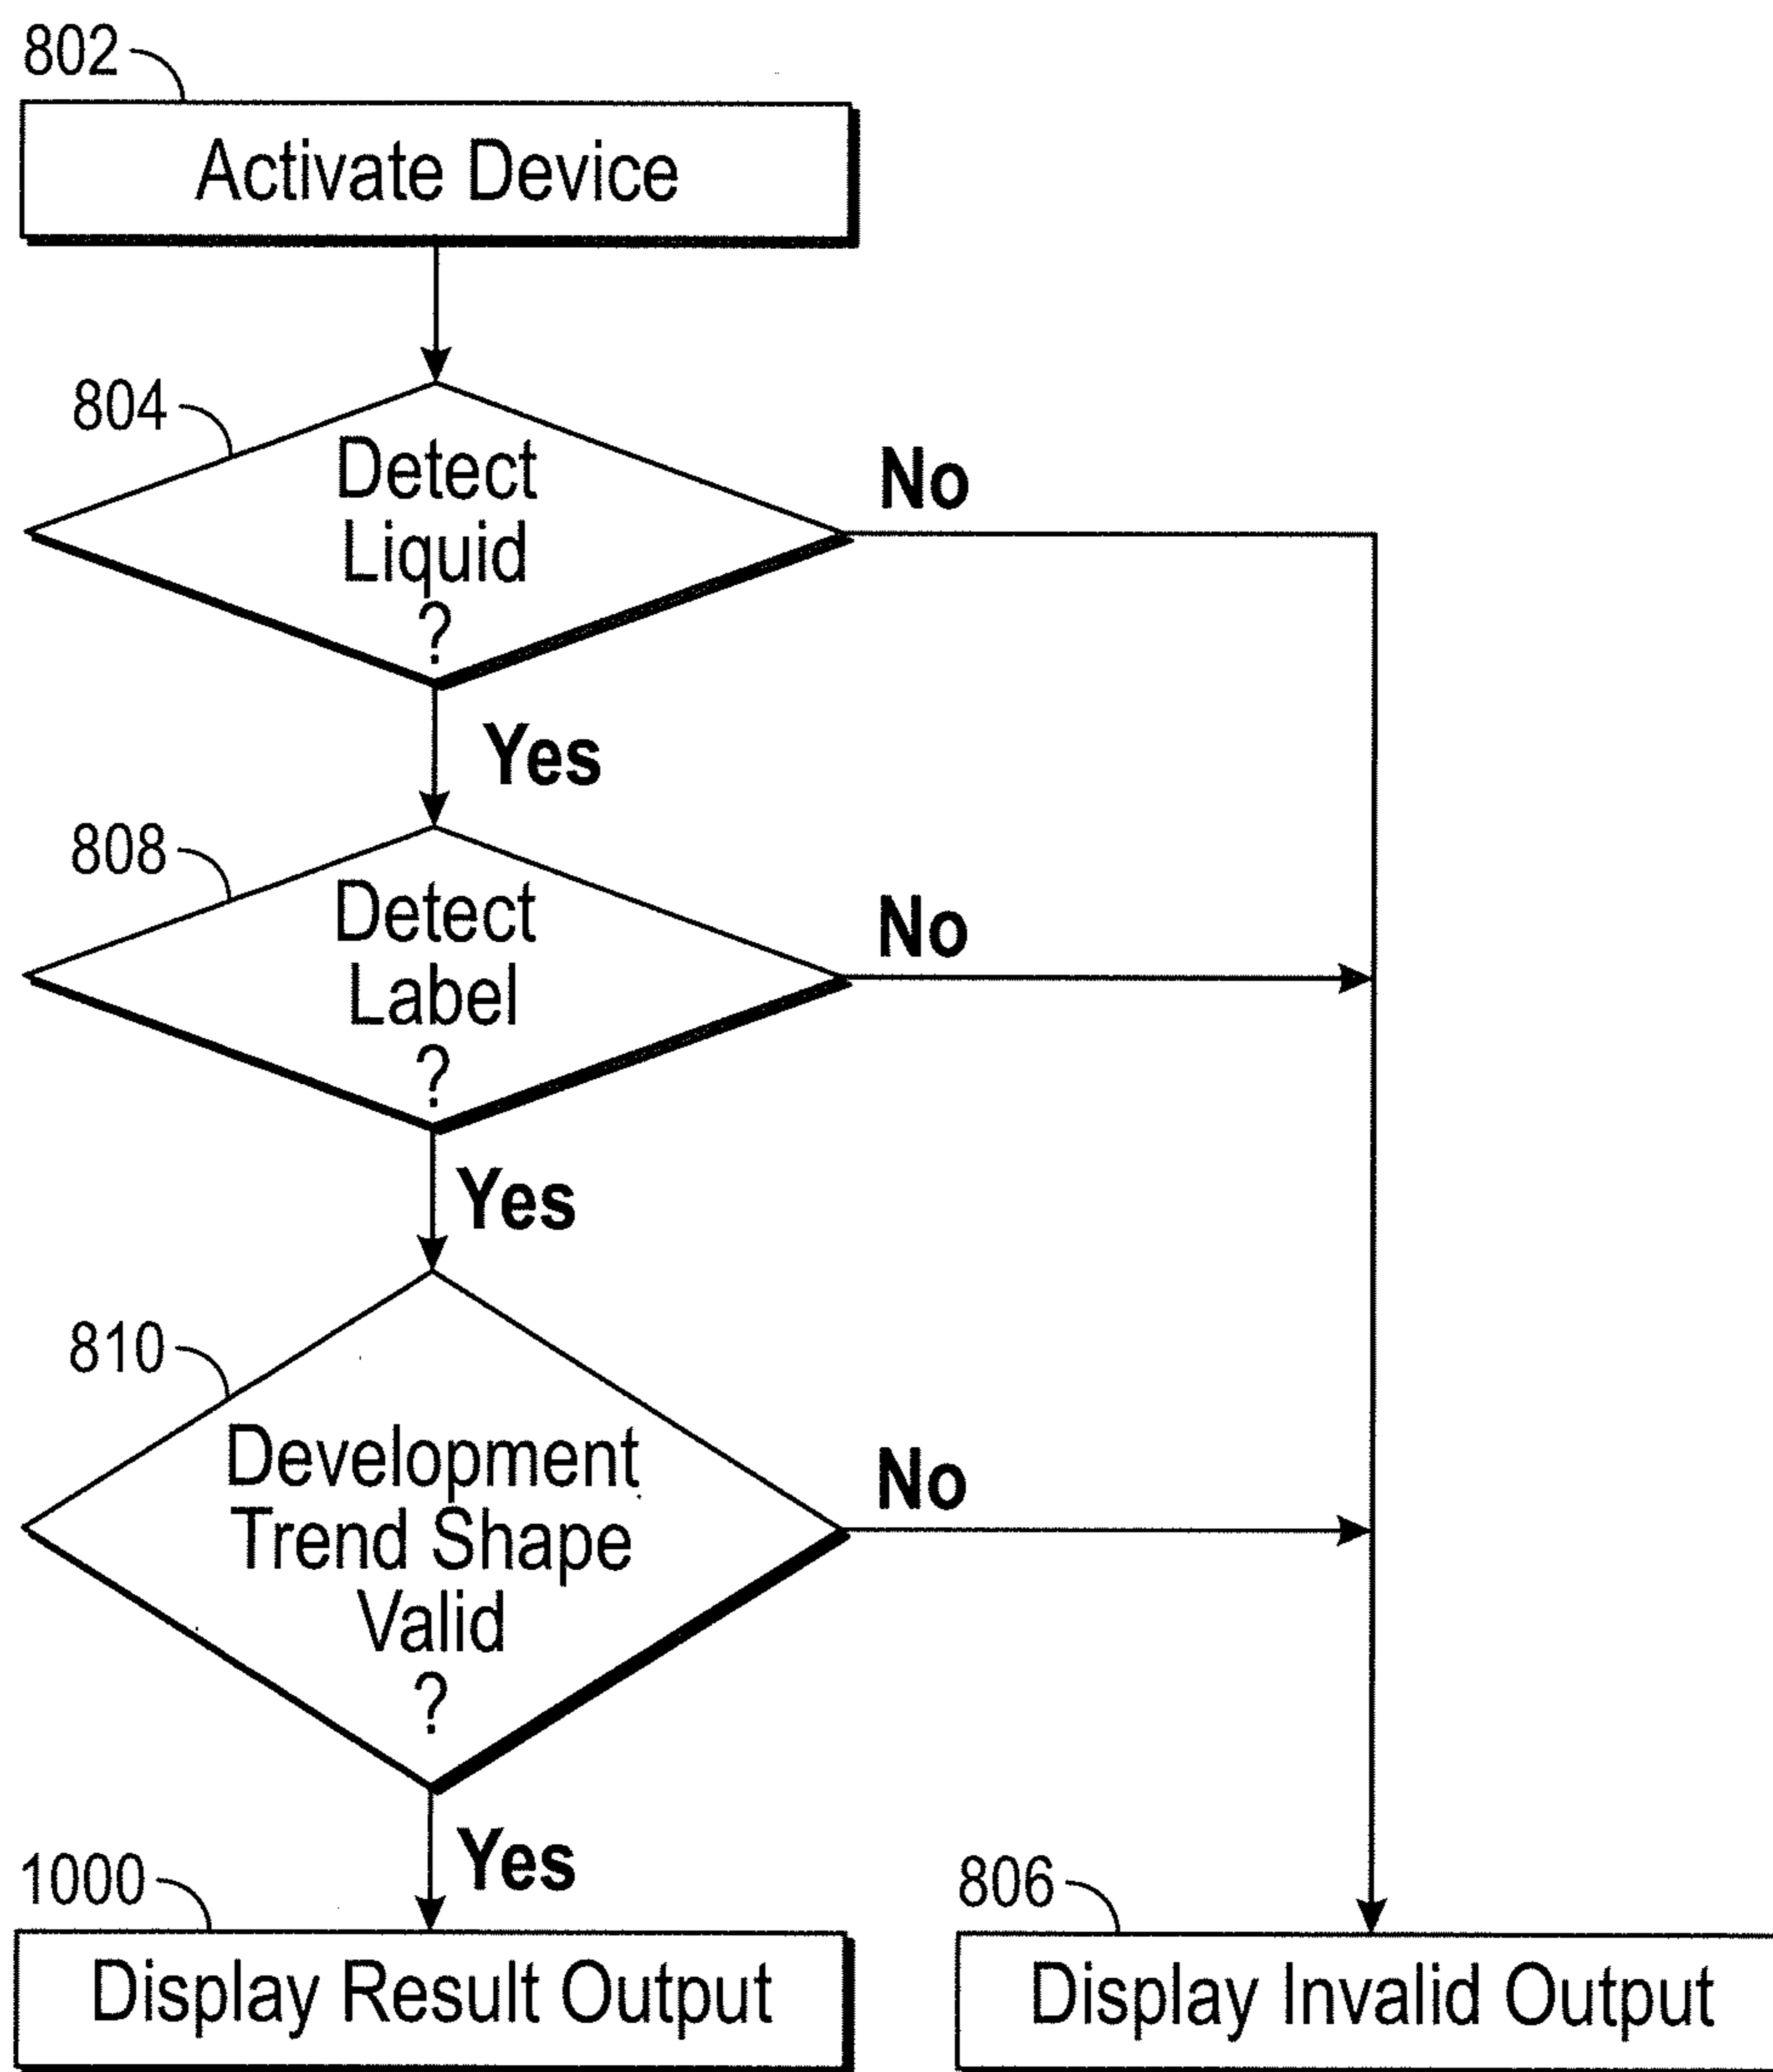 802
Activate Device
804
Detect
Liquid
?
No
Yes
808
Detect
Label
?
No
Yes
810
Development
Trend Shape
Valid
?
No
Yes
1000
Display Result Output
806
Display Invalid Output